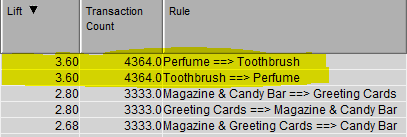 Lift ▼ Transaction Count Rule
3.60 4364.0 Perfume ==> Toothbrush
3.60 4364.0 Toothbrush ==> Perfume
2.80 3333.0 Magazine & Candy Bar ==> Greeting Cards
2.80 3333.0 Greeting Cards ==> Magazine & Candy Bar
2.68 3333.0 Magazine & Greeting Cards ==> Candy Bar